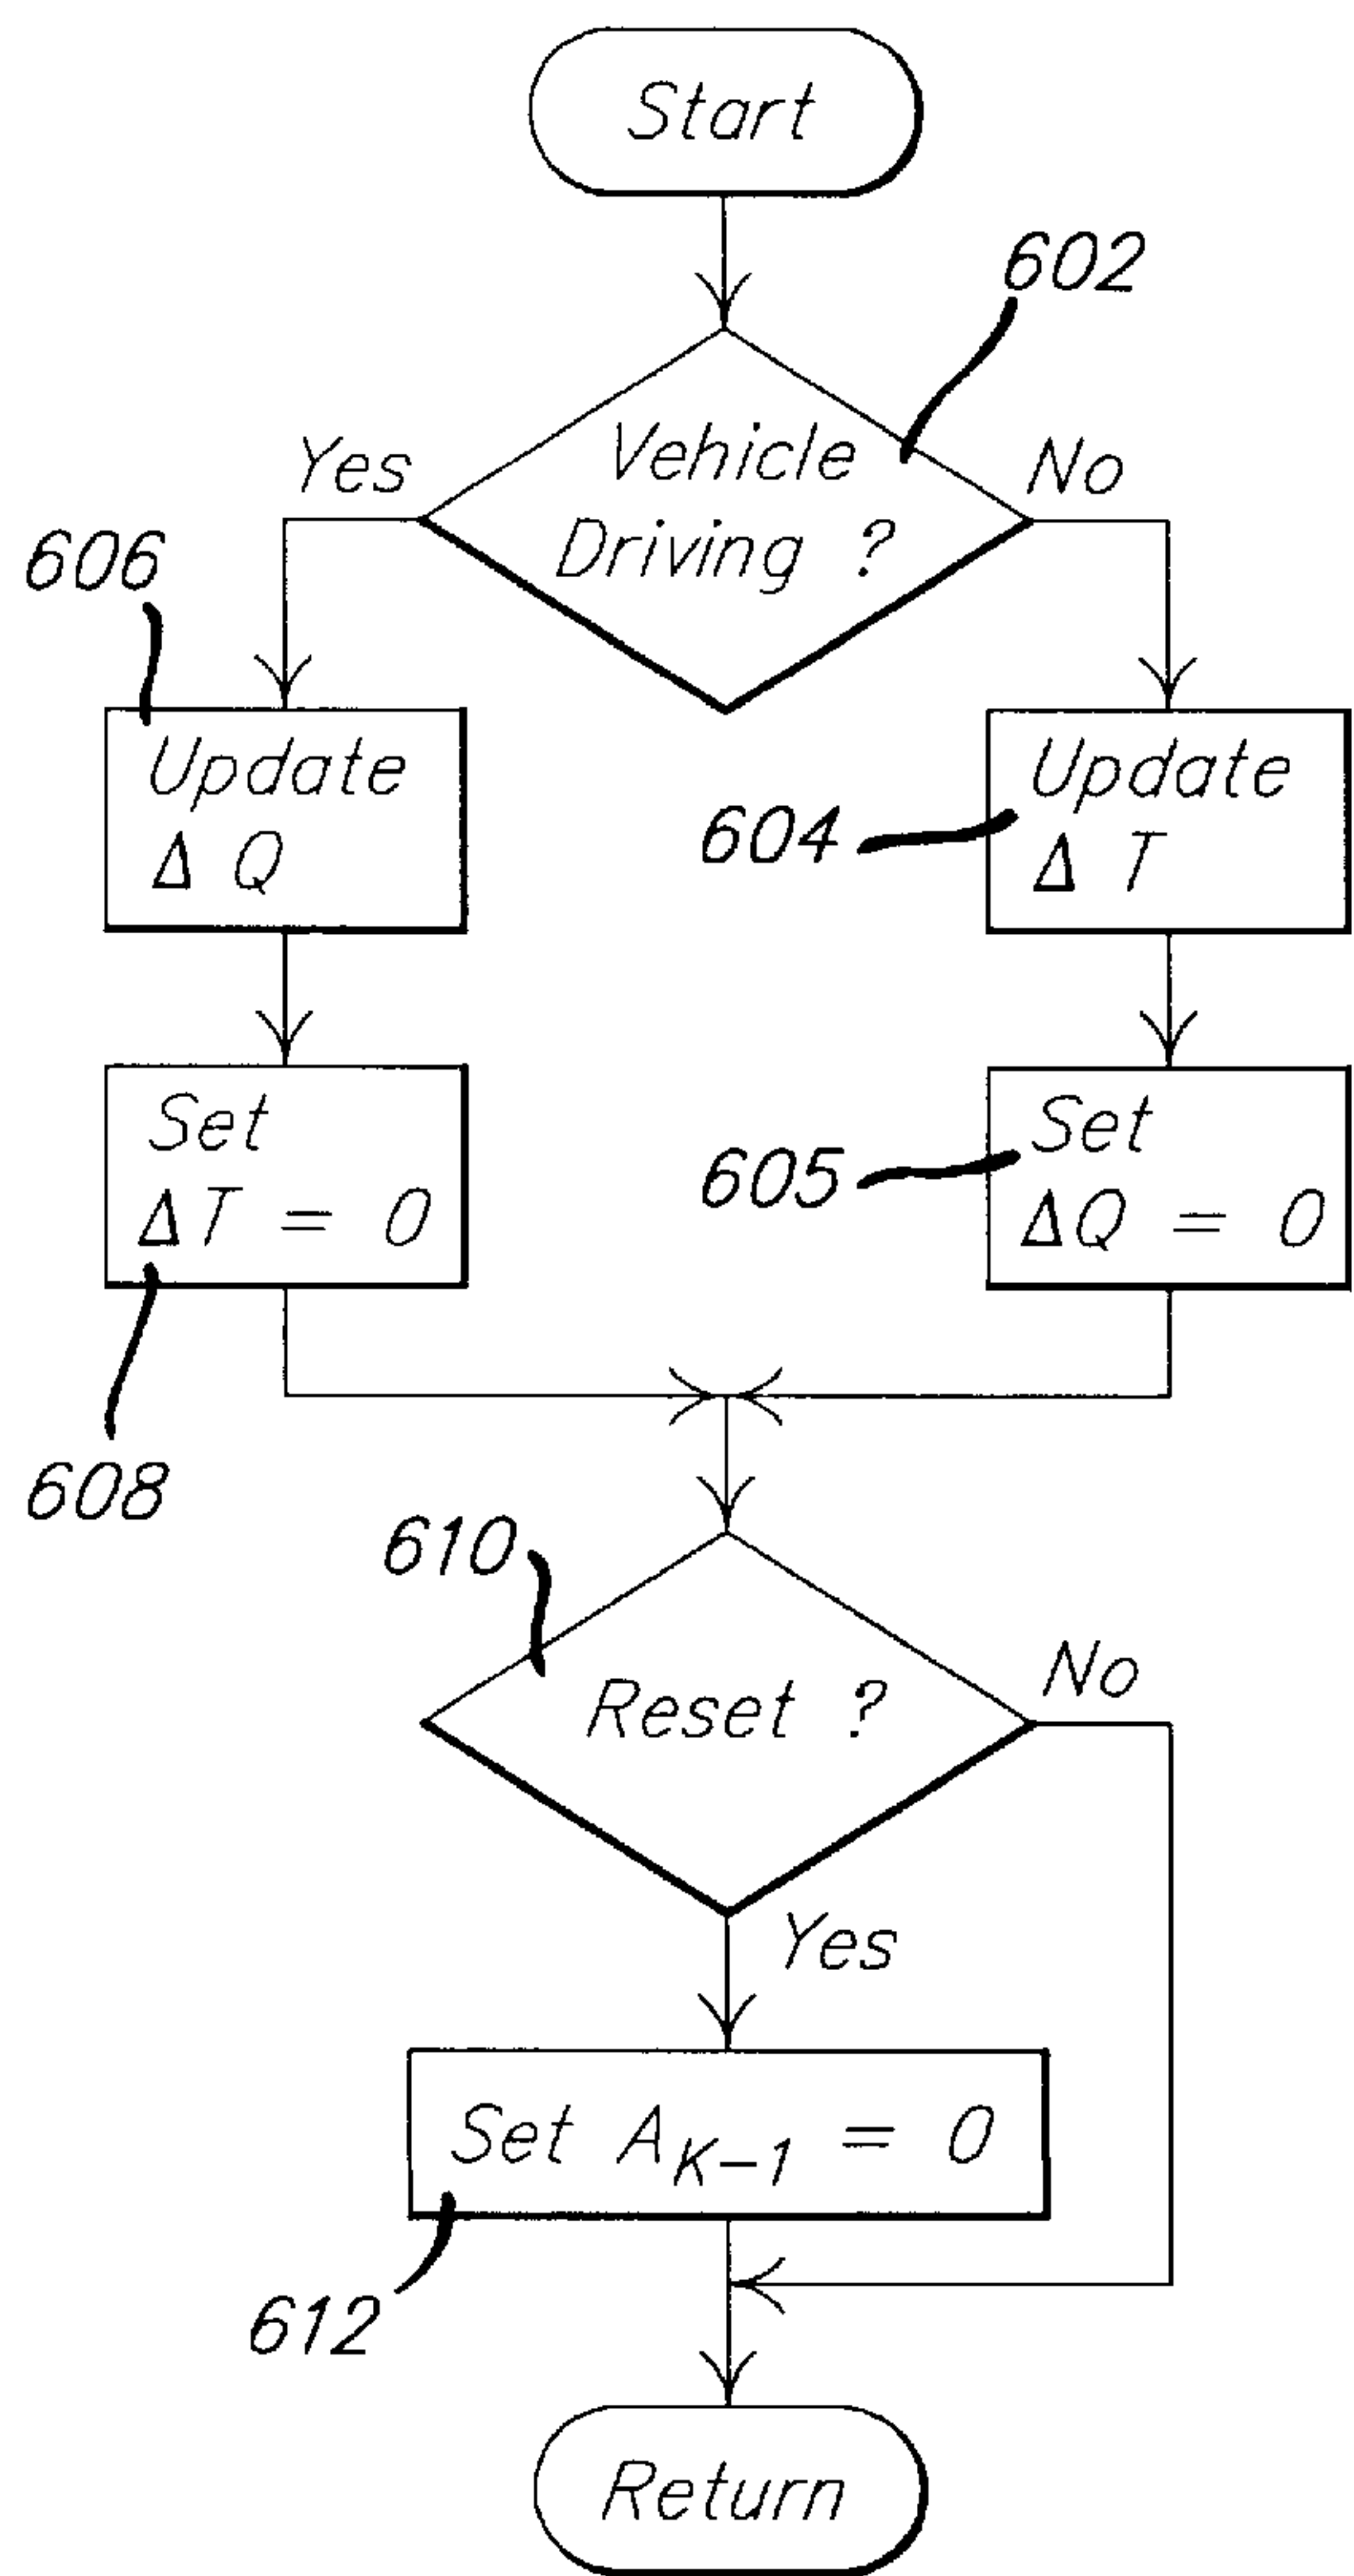 Start
602
Vehicle
Driving ?
Yes
No
606
Update
Δ Q
604
Update
Δ T
Set
ΔT = 0
608
605
Set
ΔQ = 0
610
Reset ?
No
Yes
Set A_K-1 = 0
612
Return